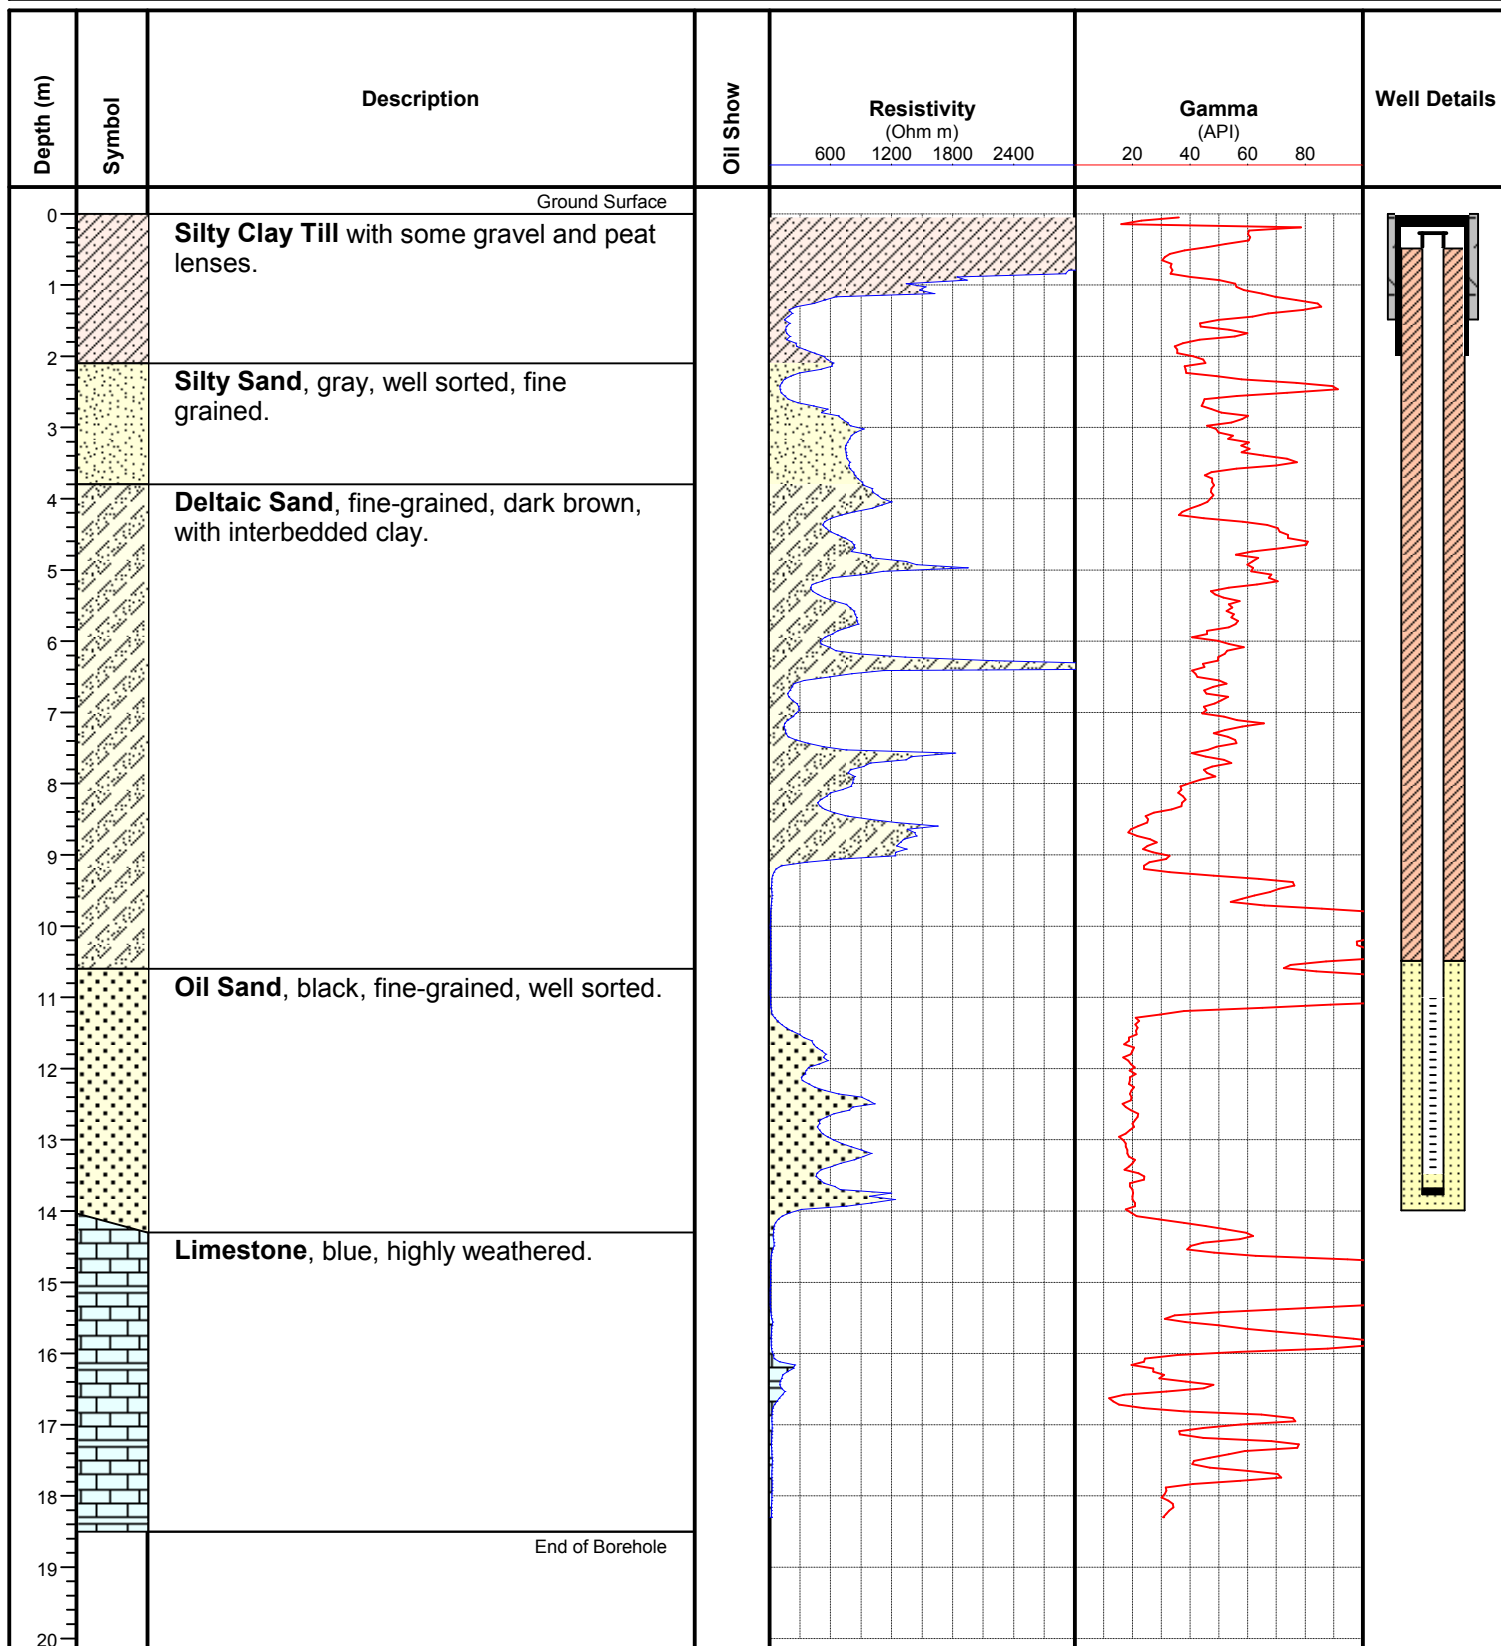 Depth (m)
Symbol
Description
Oil Show
Resistivity
(Ohm m)
600 1200 1800 2400
Gamma
(API)
20 40 60 80
Well Details
Ground Surface
0
Silty Clay Till with some gravel and peat
lenses.
1
2
Silty Sand, gray, well sorted, fine
grained.
3
4
Deltaic Sand, fine-grained, dark brown,
with interbedded clay.
5
6
7
8
9
10
11
Oil Sand, black, fine-grained, well sorted.
12
13
14
Limestone, blue, highly weathered.
15
16
17
18
End of Borehole
19
20